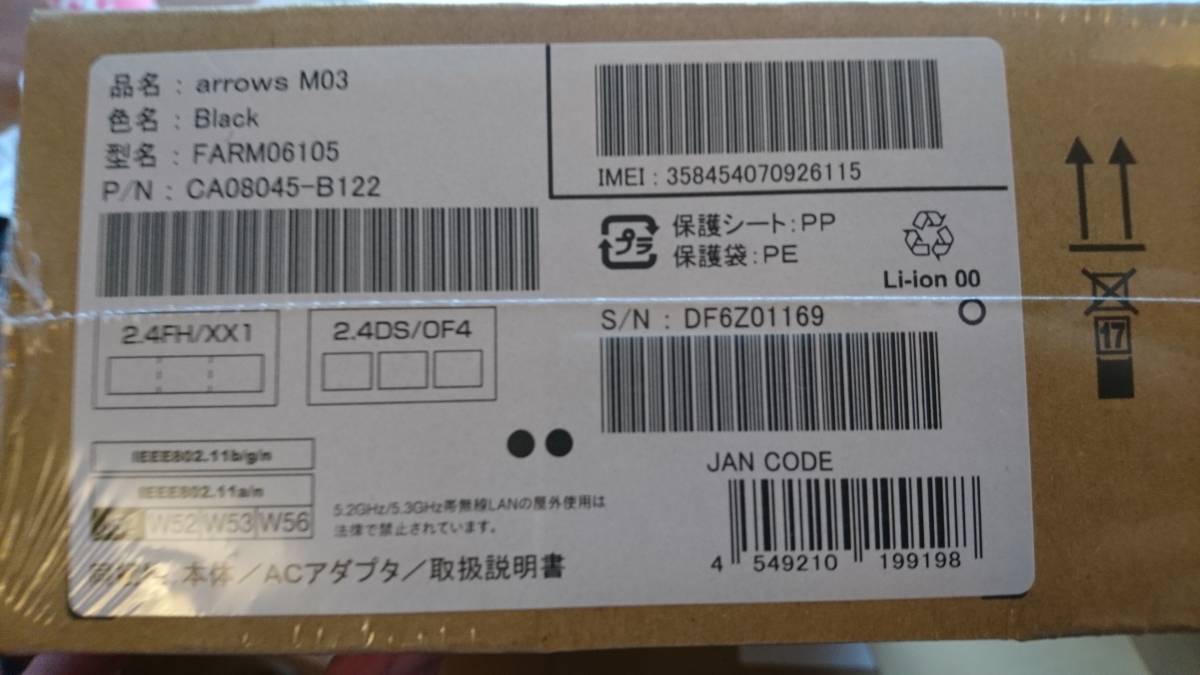 品名 : arrows M03
色名 : Black
型名 : FARM06105
P/N : CA08045-B122
IMEI : 358454070926115
プラ
保護シート:PP
保護袋:PE
Li-ion 00
2.4FH/XX1
2.4DS/OF4
S/N : DF6Z01169
17
IEEE802.11b/g/n
IEEE802.11a/n
W52 W53 W56
5.2GHz/5.3GHz帯無線LANの屋外使用は
法律で禁止されています。
本体/ACアダプタ/取扱説明書
JAN CODE
4 549210 199198